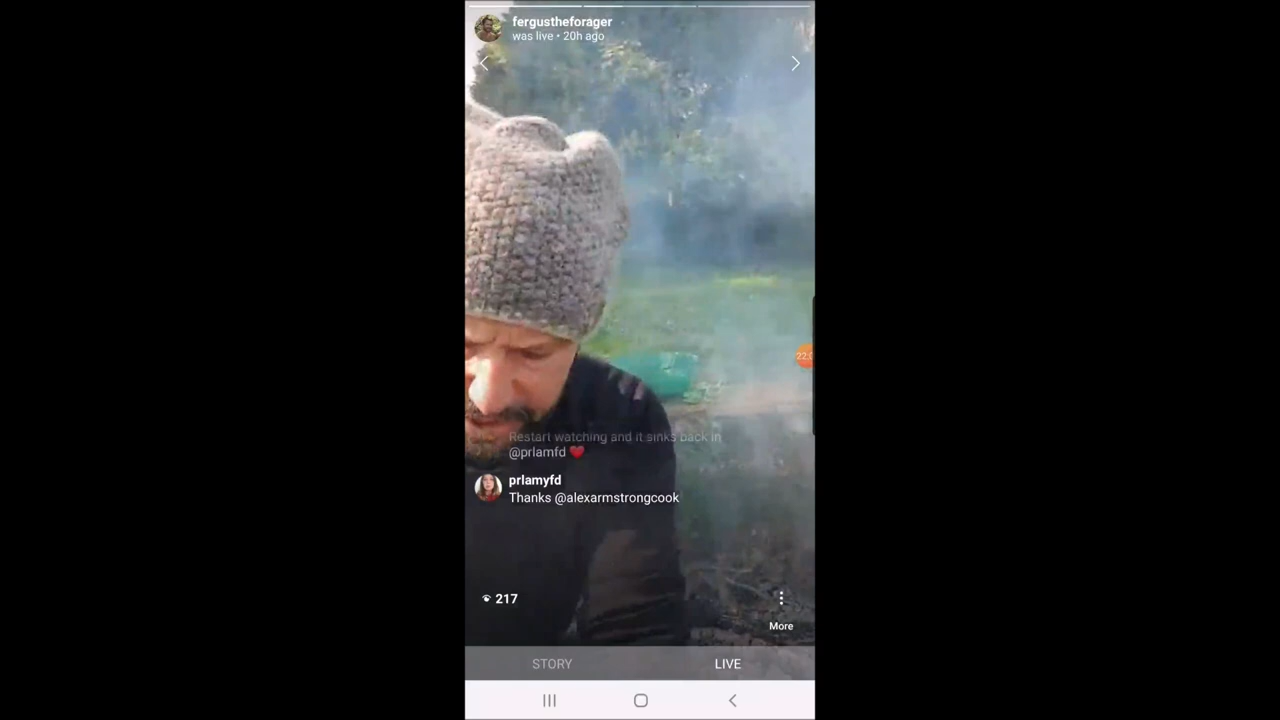 fergustheforager
was live • 20h ago
Restart watching and it sinks back in
@prlamfd ❤️
prlamyfd
Thanks @alexarmstrongcook
217
More
STORY
LIVE